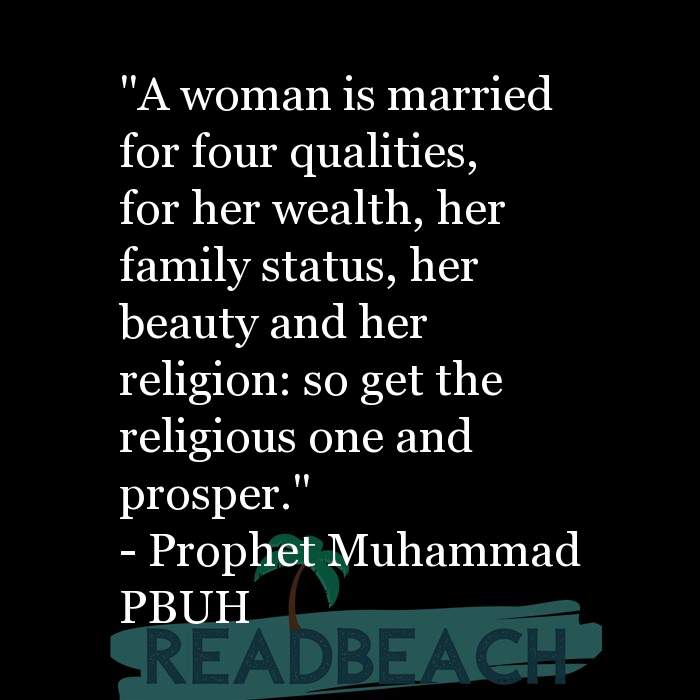 "A woman is married
for four qualities,
for her wealth, her
family status, her
beauty and her
religion: so get the
religious one and
prosper."
- Prophet Muhammad
PBUH
READBEACH